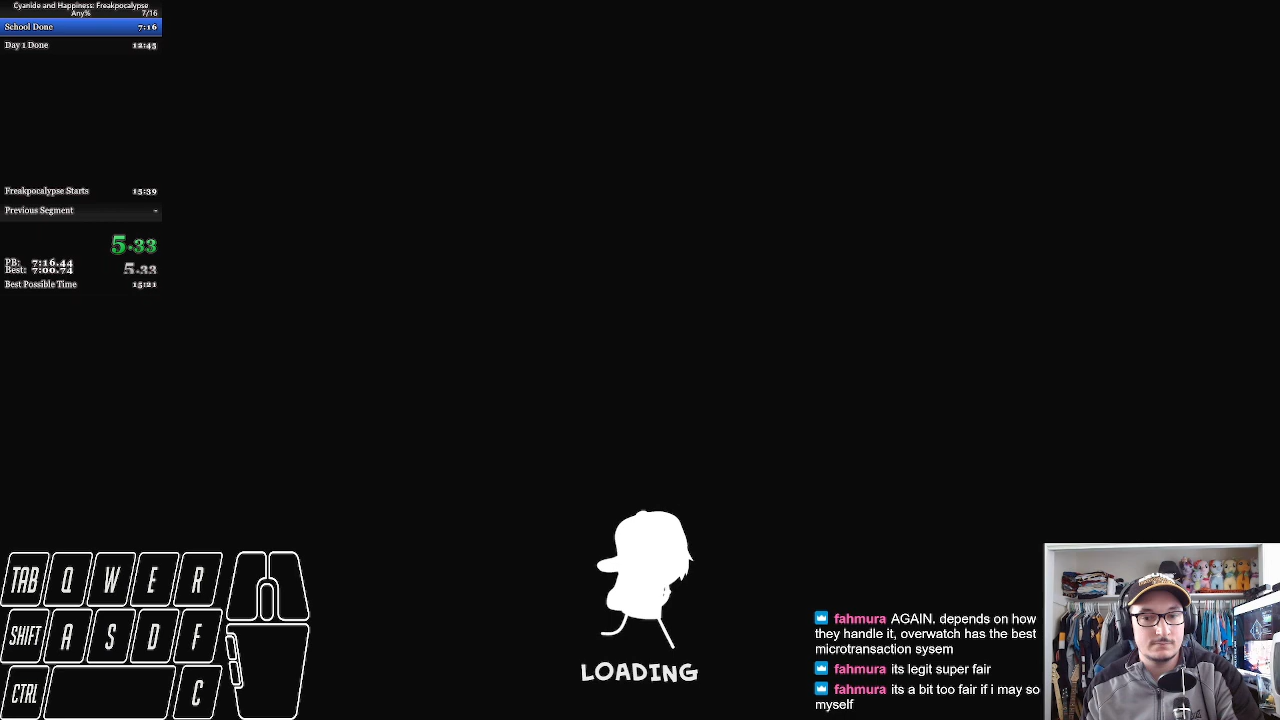 Cyanide and Happiness: Freakpocalypse
Any% 7/16
School Done 7:16
Day 1 Done 12:45
Freakpocalypse Starts 15:39
Previous Segment -
5.33
PB: 7:16.44
Best: 7:00.74 5.33
Best Possible Time 15:21
TAB Q W E R
SHIFT A S D F
CTRL C
LOADING
fahmura AGAIN. depends on how
they handle it, overwatch has the best
microtransaction sysem
fahmura its legit super fair
fahmura its a bit too fair if i may so
myself